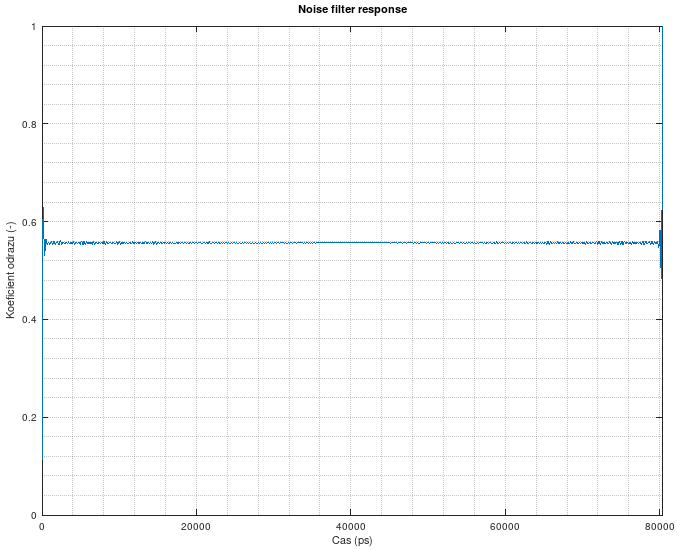 Noise filter response
1
0.8
0.6
0.4
0.2
0
Koeficient odrazu (-)
0 20000 40000 60000 80000
Cas (ps)